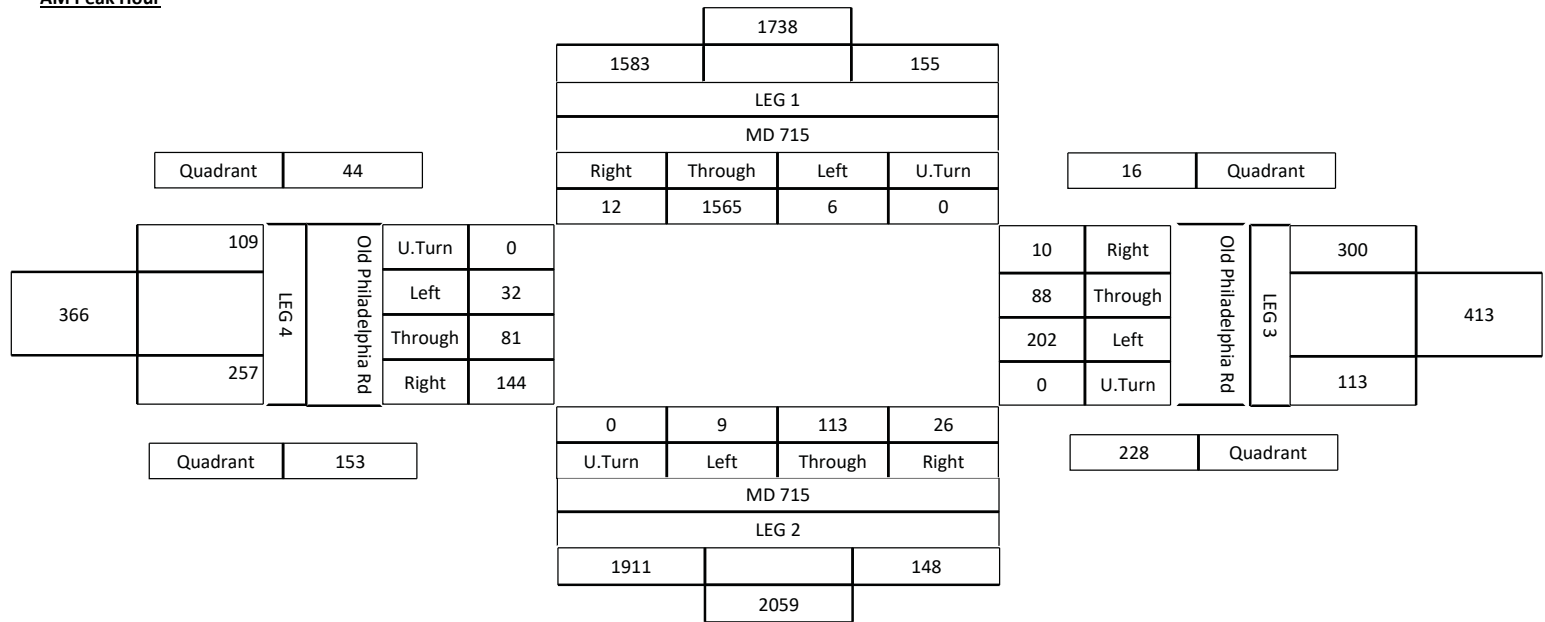 AM Peak Hour
1738
1583 155
LEG 1
MD 715
Quadrant 44
Right Through Left U.Turn
16 Quadrant
12 1565 6 0
109
366
257
LEG 4
Old Philadelphia Rd
U.Turn 0
Left 32
Through 81
Right 144
10 Right
88 Through
202 Left
0 U.Turn
Old Philadelphia Rd
LEG 3
300
413
113
0 9 113 26
U.Turn Left Through Right
Quadrant 153
228 Quadrant
MD 715
LEG 2
1911 148
2059